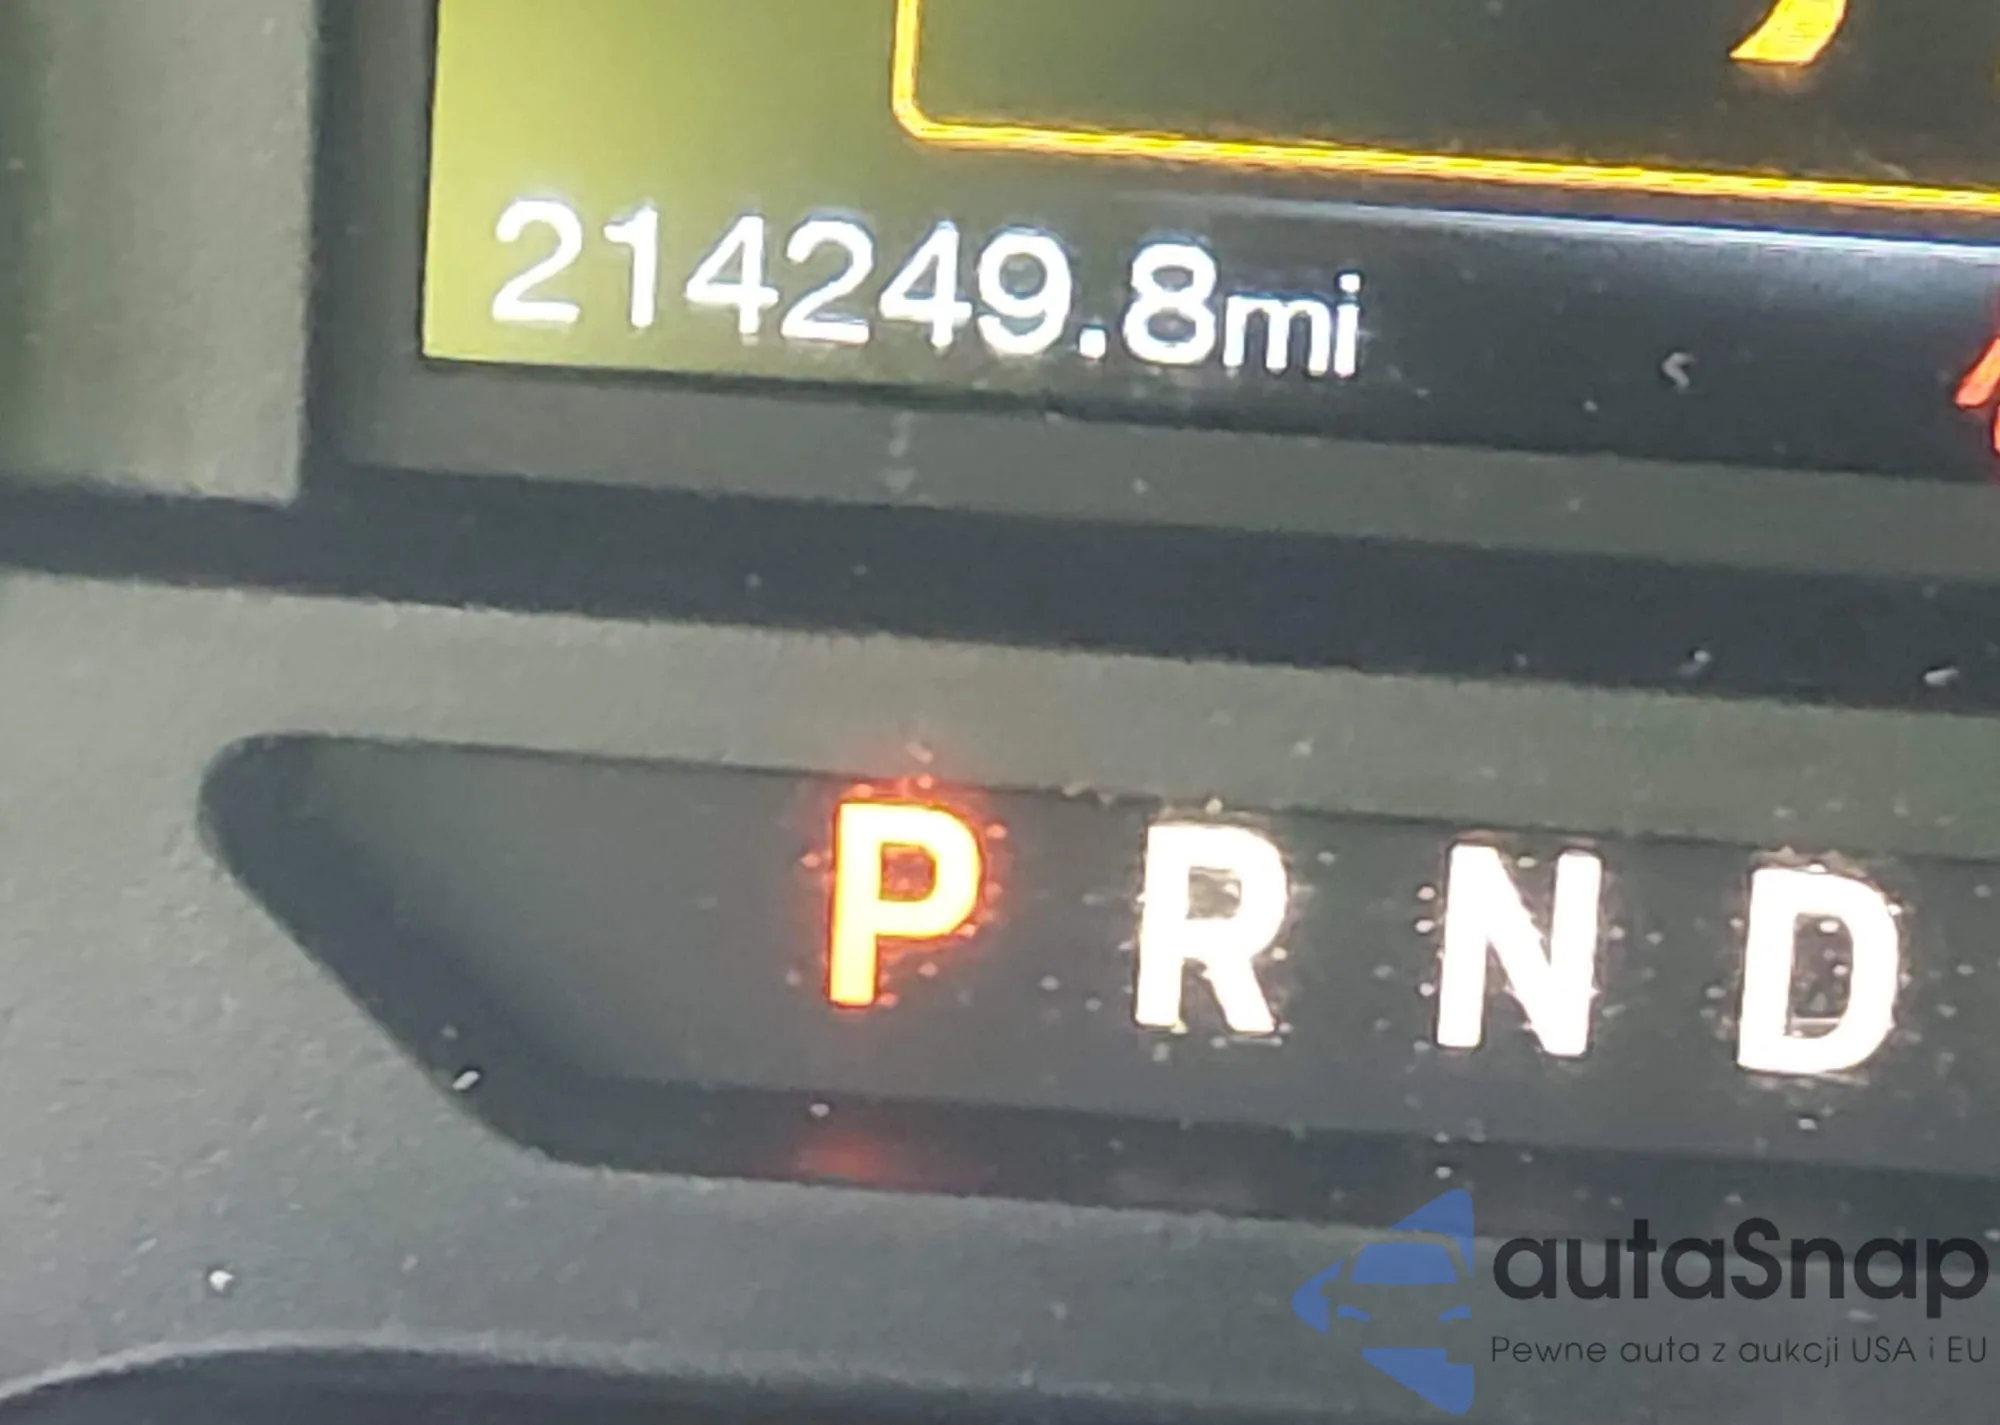 214249.8mi
P R N D
autaSnap
Pewne auta z aukcji USA i EU